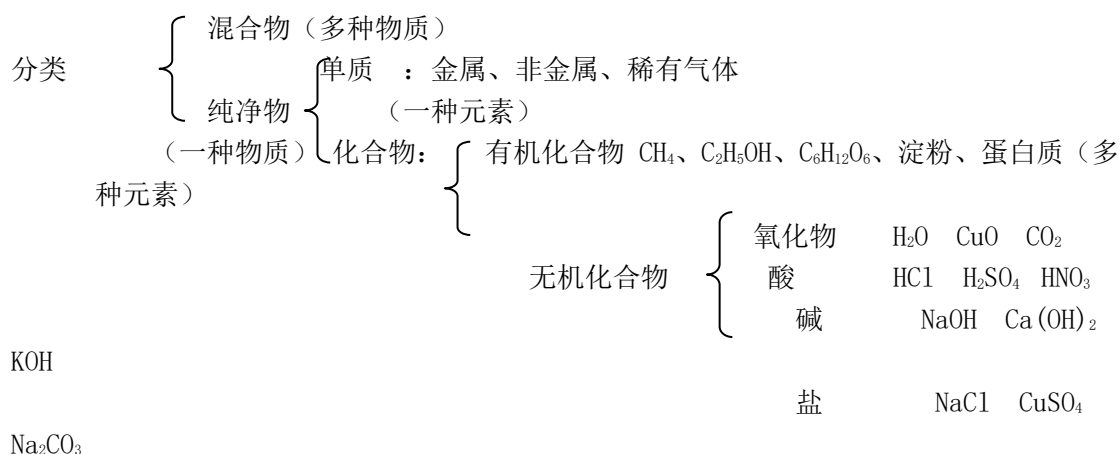 混合物（多种物质）
分类 单质 ：金属、非金属、稀有气体
纯净物 （一种元素）
（一种物质） 化合物： 有机化合物 CH₄、C₂H₅OH、C₆H₁₂O₆、淀粉、蛋白质（多
种元素）
氧化物 H₂O CuO CO₂
无机化合物 酸 HCl H₂SO₄ HNO₃
碱 NaOH Ca(OH)₂
KOH
盐 NaCl CuSO₄
Na₂CO₃